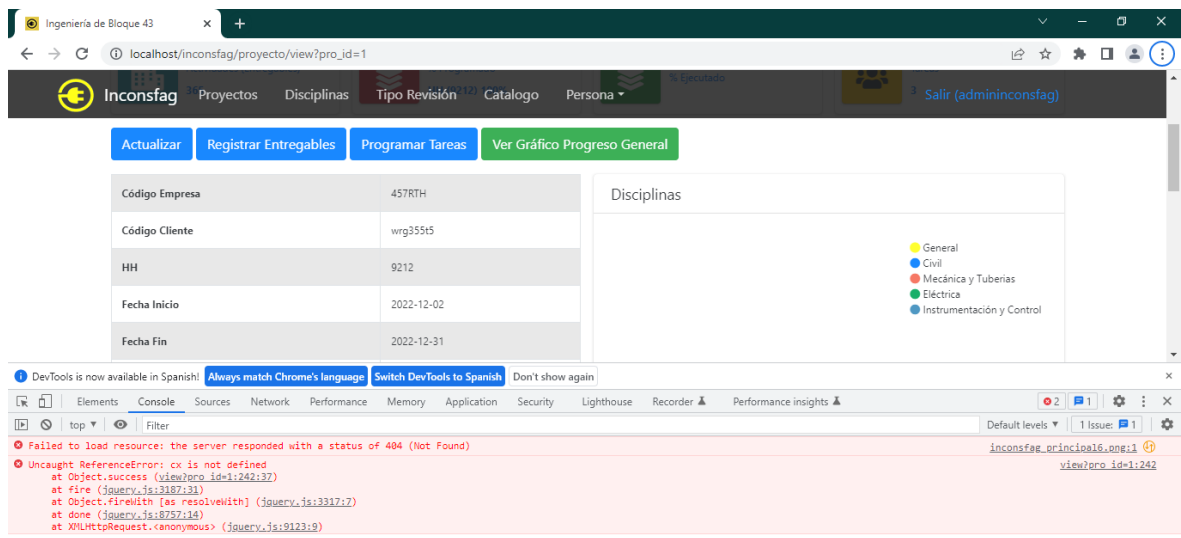 Ingeniería de Bloque 43
localhost/inconsfag/proyecto/view?pro_id=1
% Ejecutado
Inconsfag Proyectos Disciplinas Tipo Revisión Catalogo Persona 3 Salir (admininconsfag)
Actualizar Registrar Entregables Programar Tareas Ver Gráfico Progreso General
Código Empresa 457RTH
Código Cliente wrg355t5
HH 9212
Fecha Inicio 2022-12-02
Fecha Fin 2022-12-31
Disciplinas
General
Civil
Mecánica y Tuberias
Eléctrica
Instrumentación y Control
DevTools is now available in Spanish! Always match Chrome's language Switch DevTools to Spanish Don't show again
Elements Console Sources Network Performance Memory Application Security Lighthouse Recorder Performance insights 2 1
top Filter Default levels 1 Issue: 1
Failed to load resource: the server responded with a status of 404 (Not Found) inconsfag_principal6.png:1
Uncaught ReferenceError: cx is not defined view?pro_id=1:242
at Object.success (view?pro_id=1:242:37)
at fire (jquery.js:3187:31)
at Object.fireWith [as resolveWith] (jquery.js:3317:7)
at done (jquery.js:8757:14)
at XMLHttpRequest.<anonymous> (jquery.js:9123:9)